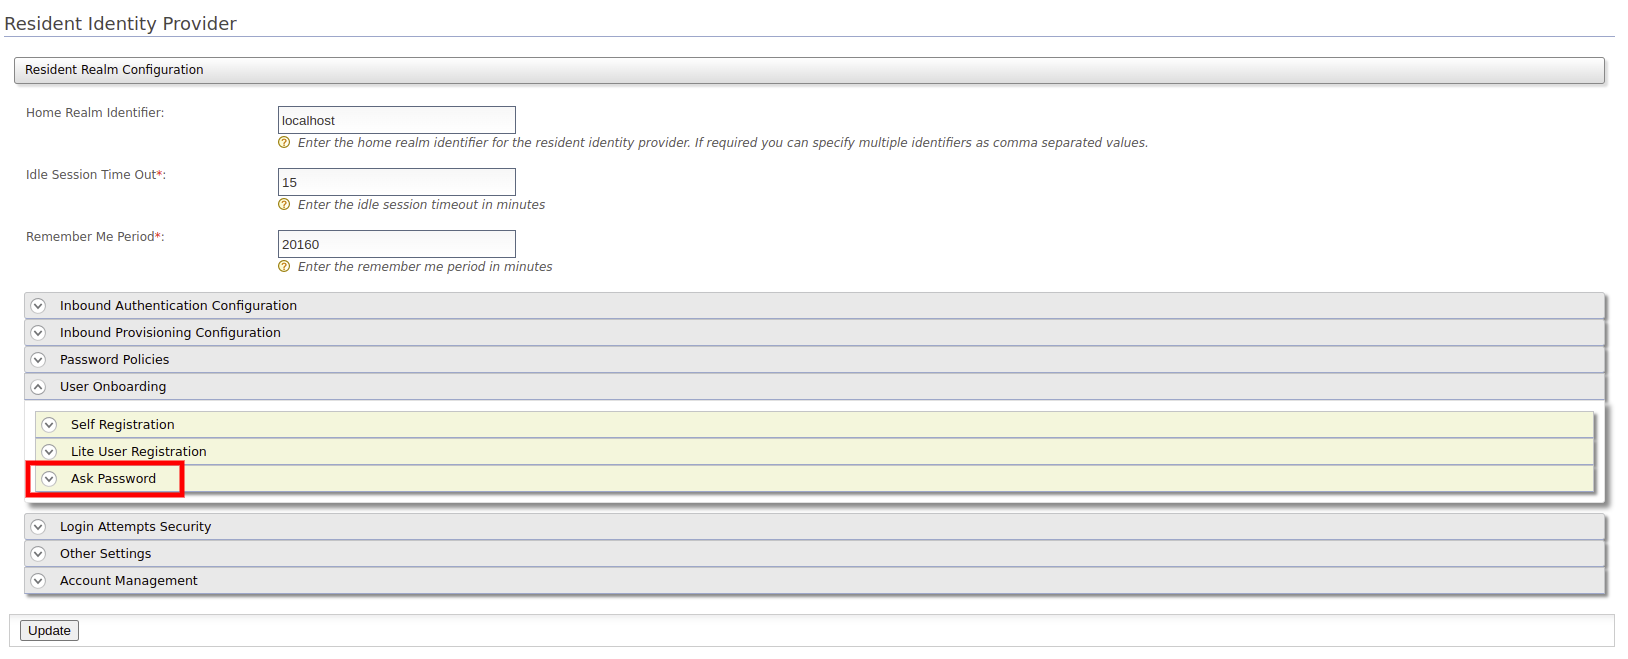 Resident Identity Provider
Resident Realm Configuration
Home Realm Identifier:
localhost
Enter the home realm identifier for the resident identity provider. If required you can specify multiple identifiers as comma separated values.
Idle Session Time Out*:
15
Enter the idle session timeout in minutes
Remember Me Period*:
20160
Enter the remember me period in minutes
Inbound Authentication Configuration
Inbound Provisioning Configuration
Password Policies
User Onboarding
Self Registration
Lite User Registration
Ask Password
Login Attempts Security
Other Settings
Account Management
Update